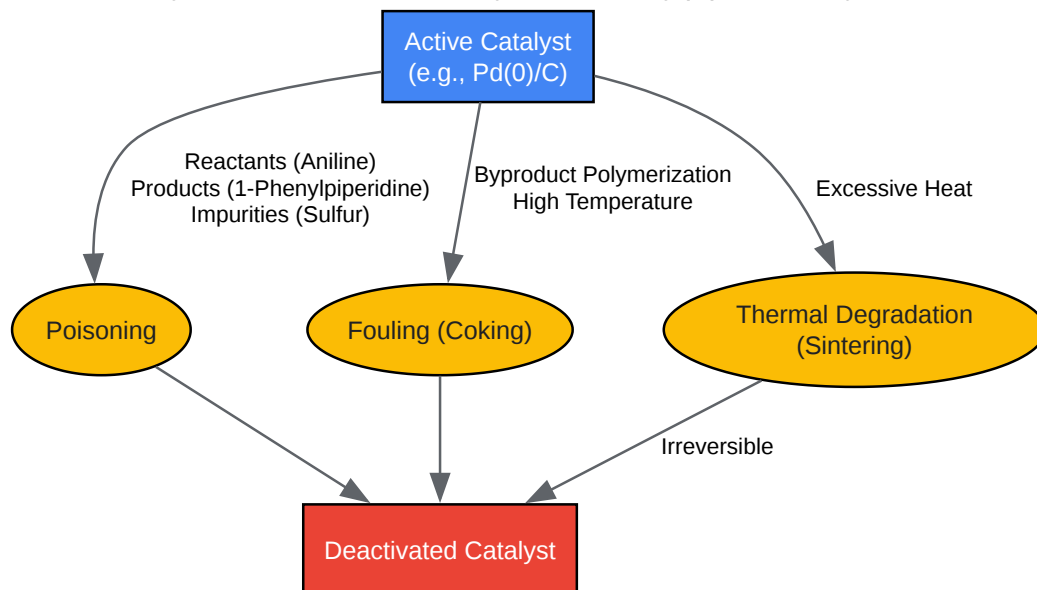 Active Catalyst
(e.g., Pd(0)/C)
Reactants (Aniline)
Products (1-Phenylpiperidine)
Impurities (Sulfur)
Byproduct Polymerization
High Temperature
Excessive Heat
Poisoning
Fouling (Coking)
Thermal Degradation
(Sintering)
Irreversible
Deactivated Catalyst